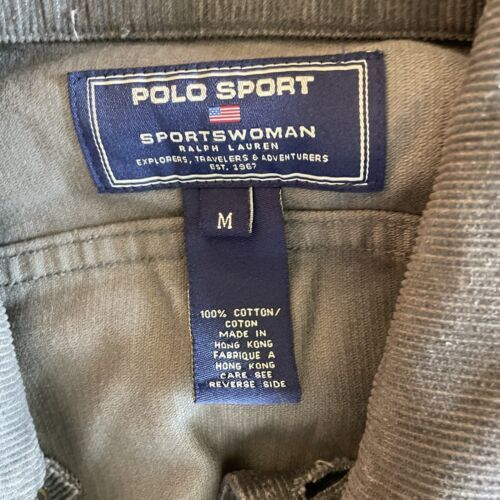 POLO SPORT
SPORTSWOMAN
RALPH LAUREN
EXPLORERS, TRAVELERS & ADVENTURERS
EST. 1967
M
100% COTTON/
COTON
MADE IN
HONG KONG
FABRIQUE A
HONG KONG
CARE SEE
REVERSE SIDE